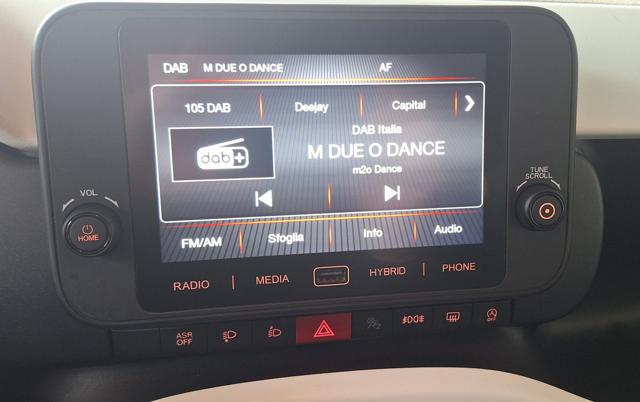 DAB M DUE O DANCE AF
105 DAB Deejay Capital
DAB Italia
dab+
M DUE O DANCE
m2o Dance
FM/AM Sfoglia Info Audio
VOL
HOME
TUNE
SCROLL
RADIO MEDIA HYBRID PHONE
ASR
OFF
OFF